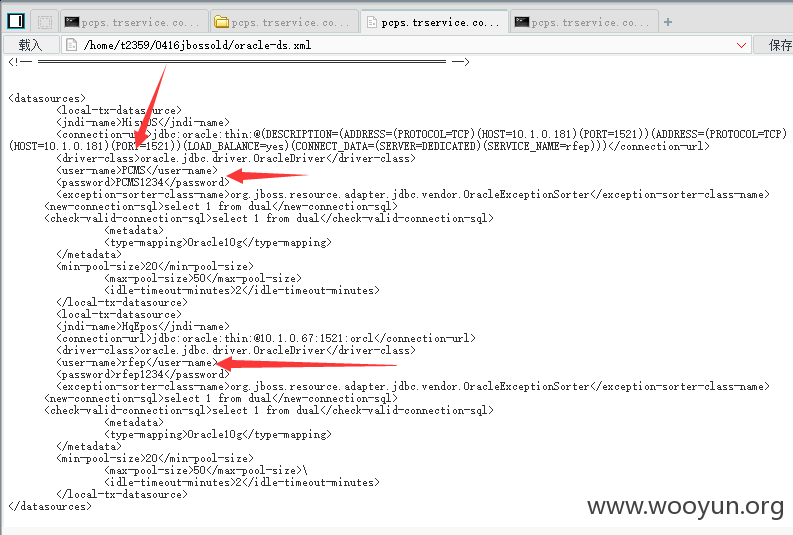 pcps.trservice.co...
pcps.trservice.co...
pcps.trservice.co...
pcps.trservice.co...
载入
/home/t2359/0416jbossold/oracle-ds.xml
保存
<datasources>
<local-tx-datasource>
</jndi-name>
<connection-url>jdbc:oracle:thin:@(DESCRIPTION=(ADDRESS=(PROTOCOL=TCP)(HOST=10.1.0.181)(PORT=1521))(ADDRESS=(PROTOCOL=TCP)
(HOST=10.1.0.181)(PORT=1521))(LOAD_BALANCE=yes)(CONNECT_DATA=(SERVER=DEDICATED)(SERVICE_NAME=rfep)))</connection-url>
<driver-class>oracle.jdbc.driver.OracleDriver</driver-class>
<user-name>PCMS</user-name>
<password>PCMS1234</password>
<exception-sorter-class-name>org.jboss.resource.adapter.jdbc.vendor.OracleExceptionSorter</exception-sorter-class-name>
<new-connection-sql>select 1 from dual</new-connection-sql>
<check-valid-connection-sql>select 1 from dual</check-valid-connection-sql>
<metadata>
<type-mapping>Oracle10g</type-mapping>
</metadata>
<min-pool-size>20</min-pool-size>
<max-pool-size>50</max-pool-size>
<idle-timeout-minutes>2</idle-timeout-minutes>
</local-tx-datasource>
<local-tx-datasource>
<jndi-name>HqEpos</jndi-name>
<connection-url>jdbc:oracle:thin:@10.1.0.67:1521:orcl</connection-url>
<driver-class>oracle.jdbc.driver.OracleDriver</driver-class>
<user-name>rfep</user-name>
<password>rfep1234</password>
<exception-sorter-class-name>org.jboss.resource.adapter.jdbc.vendor.OracleExceptionSorter</exception-sorter-class-name>
<new-connection-sql>select 1 from dual</new-connection-sql>
<check-valid-connection-sql>select 1 from dual</check-valid-connection-sql>
<metadata>
<type-mapping>Oracle10g</type-mapping>
</metadata>
<min-pool-size>20</min-pool-size>
<max-pool-size>50</max-pool-size>\
<idle-timeout-minutes>2</idle-timeout-minutes>
</local-tx-datasource>
</datasources>
www.wooyun.org